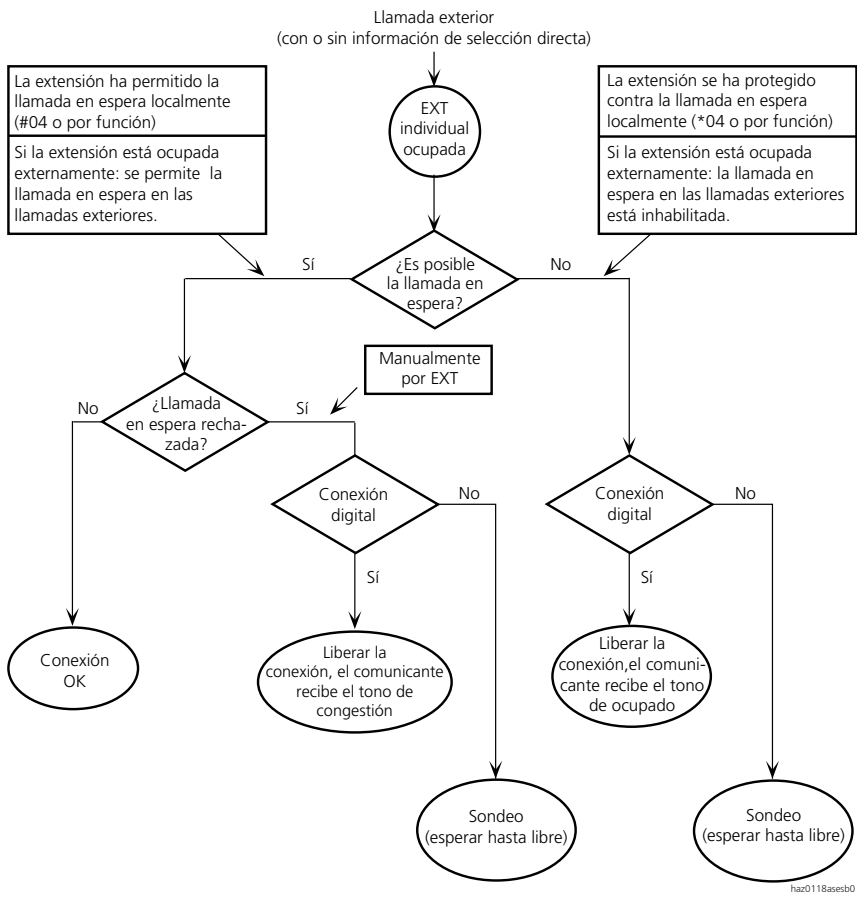 Llamada exterior
(con o sin información de selección directa)
La extensión ha permitido la
llamada en espera localmente
(#04 o por función)
Si la extensión está ocupada
externamente: se permite la
llamada en espera en las
llamadas exteriores.
EXT
individual
ocupada
La extensión se ha protegido
contra la llamada en espera
localmente (*04 o por función)
Si la extensión está ocupada
externamente: la llamada en
espera en las llamadas exteriores
está inhabilitada.
Sí
¿Es posible
la llamada en
espera?
No
Manualmente
por EXT
No
¿Llamada
en espera recha-
zada?
Sí
Conexión
digital
No
Conexión
digital
No
Sí
Sí
Conexión
OK
Liberar la
conexión, el comunicante
recibe el tono de
congestión
Liberar la
conexión,el comuni-
cante recibe el tono
de ocupado
Sondeo
(esperar hasta libre)
Sondeo
(esperar hasta libre)
haz0118asesb0